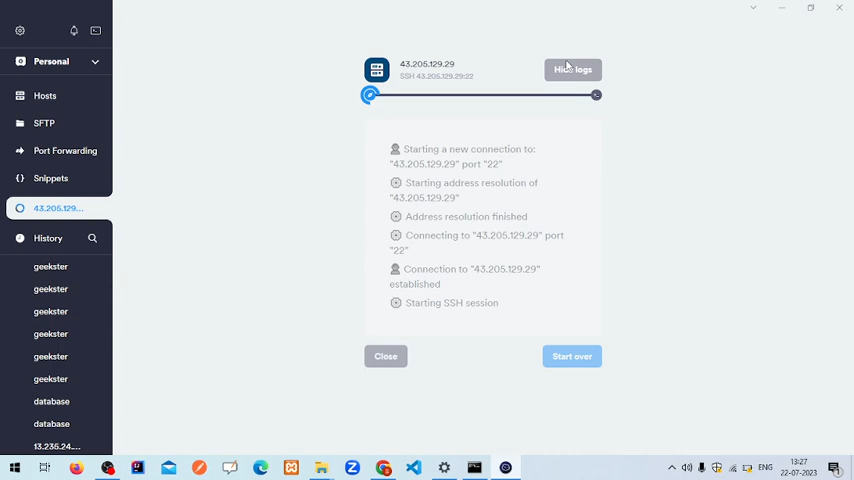 43.205.129.29
SSH 43.205.129.29:22
Hide logs
Personal
Hosts
SFTP
Port Forwarding
Snippets
43.205.129...
History
geekster
geekster
geekster
geekster
geekster
geekster
database
database
13.235.24....
Starting a new connection to:
"43.205.129.29" port "22"
Starting address resolution of
"43.205.129.29"
Address resolution finished
Connecting to "43.205.129.29" port
"22"
Connection to "43.205.129.29"
established
Starting SSH session
Close
Start over
ENG
13:27
22-07-2023